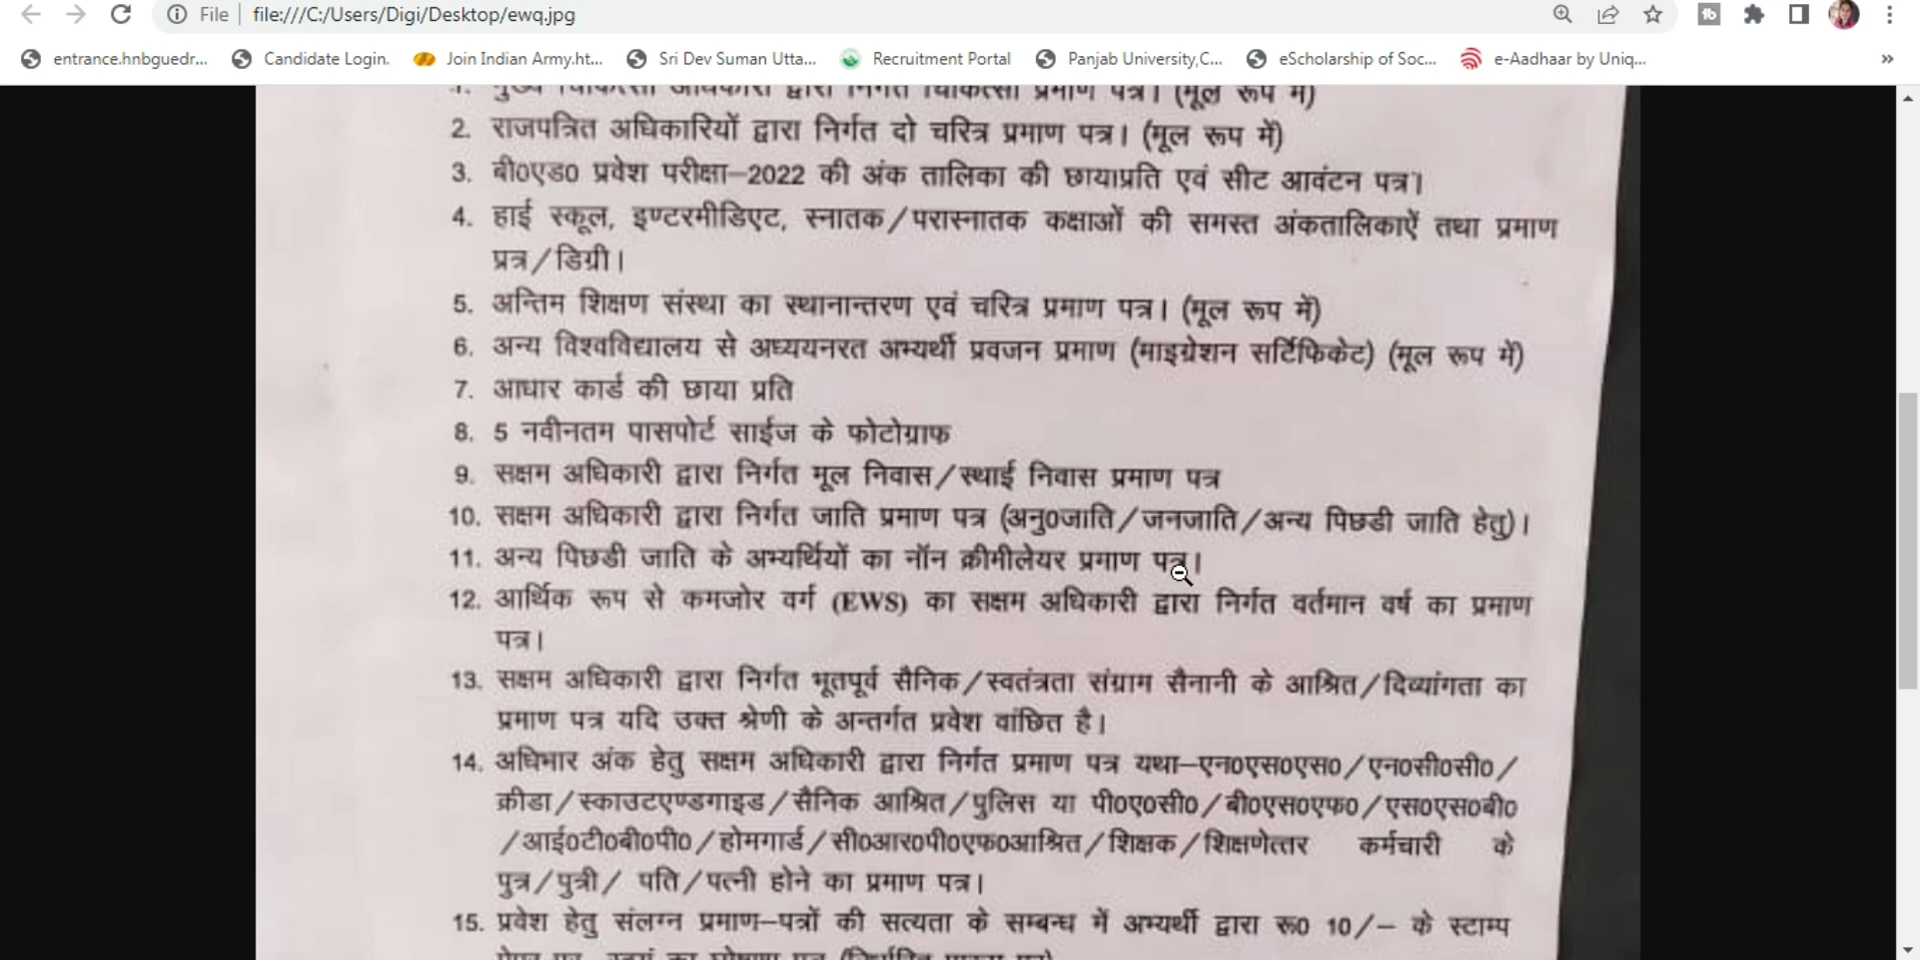 File
file:///C:/Users/Digi/Desktop/ewq.jpg
entrance.hnbguedr...
Candidate Login.
Join Indian Army.ht...
Sri Dev Suman Utta...
Recruitment Portal
Panjab University,C...
eScholarship of Soc...
e-Aadhaar by Uniq...
»
1. मुख्य चिकित्सा अधिकारी द्वारा निर्गत चिकित्सा प्रमाण पत्र। (मूल रूप में)
2. राजपत्रित अधिकारियों द्वारा निर्गत दो चरित्र प्रमाण पत्र। (मूल रूप में)
3. बी0एड0 प्रवेश परीक्षा–2022 की अंक तालिका की छायाप्रति एवं सीट आवंटन पत्र।
4. हाई स्कूल, इण्टरमीडिएट, स्नातक/परास्नातक कक्षाओं की समस्त अंकतालिकाऐं तथा प्रमाण
प्रत्र/डिग्री।
5. अन्तिम शिक्षण संस्था का स्थानान्तरण एवं चरित्र प्रमाण पत्र। (मूल रूप में)
6. अन्य विश्वविद्यालय से अध्ययनरत अभ्यर्थी प्रवजन प्रमाण (माइग्रेशन सर्टिफिकेट) (मूल रूप में)
7. आधार कार्ड की छाया प्रति
8. 5 नवीनतम पासपोर्ट साईज के फोटोग्राफ
9. सक्षम अधिकारी द्वारा निर्गत मूल निवास/स्थाई निवास प्रमाण पत्र
10. सक्षम अधिकारी द्वारा निर्गत जाति प्रमाण पत्र (अनु0जाति/जनजाति/अन्य पिछडी जाति हेतु)।
11. अन्य पिछडी जाति के अभ्यर्थियों का नॉन क्रीमीलेयर प्रमाण पत्र।
12. आर्थिक रूप से कमजोर वर्ग (EWS) का सक्षम अधिकारी द्वारा निर्गत वर्तमान वर्ष का प्रमाण
पत्र।
13. सक्षम अधिकारी द्वारा निर्गत भूतपूर्व सैनिक/स्वतंत्रता संग्राम सैनानी के आश्रित/दिव्यांगता का
प्रमाण पत्र यदि उक्त श्रेणी के अन्तर्गत प्रवेश वांछित है।
14. अधिभार अंक हेतु सक्षम अधिकारी द्वारा निर्गत प्रमाण पत्र यथा–एन0एस0एस0/एन0सी0सी0/
क्रीडा/स्काउटएण्डगाइड/सैनिक आश्रित/पुलिस या पी0ए0सी0/बी0एस0एफ0/एस0एस0बी0
/आई0टी0बी0पी0/होमगार्ड/सी0आर0पी0एफ0आश्रित/शिक्षक/शिक्षणेत्तर कर्मचारी के
पुत्र/पुत्री/ पति/पत्नी होने का प्रमाण पत्र।
15. प्रवेश हेतु संलग्न प्रमाण–पत्रों की सत्यता के सम्बन्ध में अभ्यर्थी द्वारा रू0 10/– के स्टाम्प